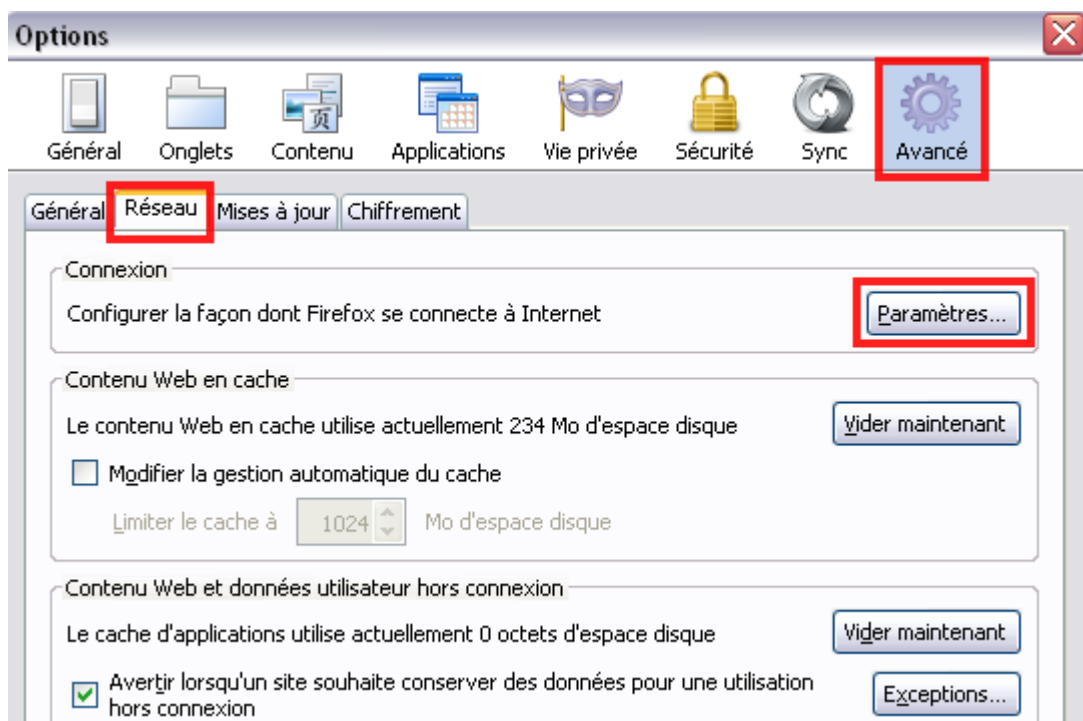 Options
Général Onglets Contenu Applications Vie privée Sécurité Sync Avancé
页
Général Réseau Mises à jour Chiffrement
Connexion
Configurer la façon dont Firefox se connecte à Internet Paramètres...
Contenu Web en cache
Le contenu Web en cache utilise actuellement 234 Mo d'espace disque Vider maintenant
Modifier la gestion automatique du cache
Limiter le cache à 1024 Mo d'espace disque
Contenu Web et données utilisateur hors connexion
Le cache d'applications utilise actuellement 0 octets d'espace disque Vider maintenant
Avertir lorsqu'un site souhaite conserver des données pour une utilisation
hors connexion Exceptions...